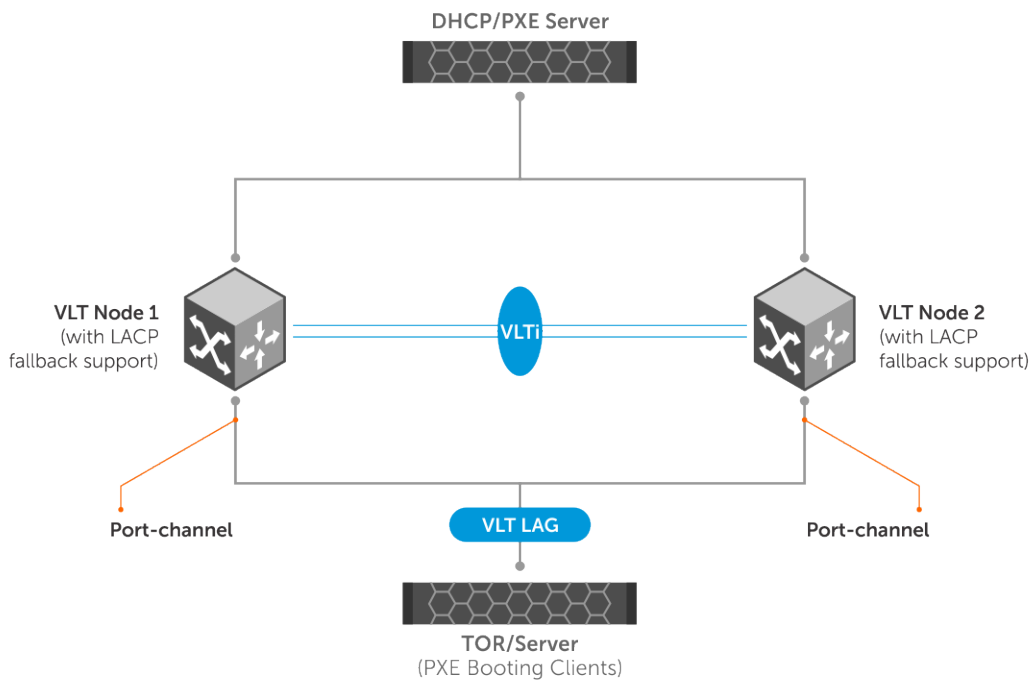 DHCP/PXE Server
VLT Node 1
(with LACP
fallback support)
VLTi
VLT Node 2
(with LACP
fallback support)
Port-channel
VLT LAG
Port-channel
TOR/Server
(PXE Booting Clients)